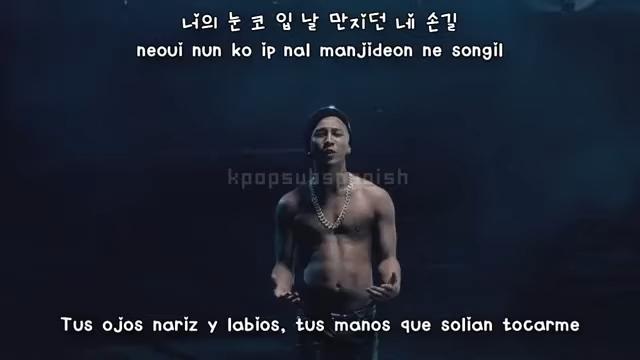 너의 눈 코 입 날 만지던 네 손길
neoui nun ko ip nal manjideon ne songil
kpopsubspanish
Tus ojos nariz y labios, tus manos que solian tocarme